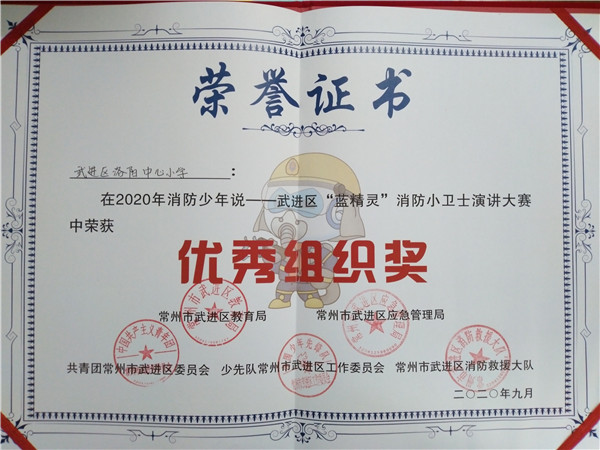 荣誉证书
武进区洛阳中心小学：
在2020年消防少年说——武进区“蓝精灵”消防小卫士演讲大赛
中荣获
优秀组织奖
常州市武进区教育局 常州市武进区应急管理局
共青团常州市武进区委员会 少先队常州市武进区工作委员会 常州市武进区消防救援大队
二〇二〇年九月